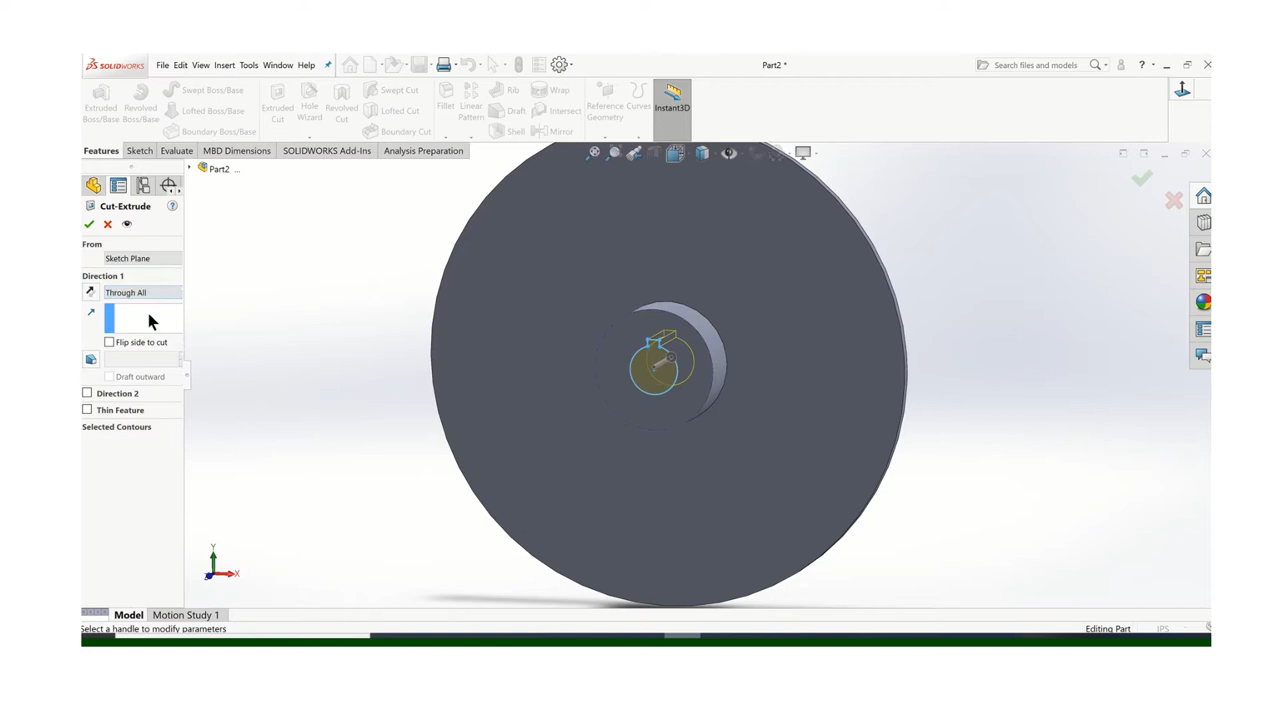 SOLIDWORKS File Edit View Insert Tools Window Help Part2 * Search files and models ?
Extruded Boss/Base
Revolved Boss/Base
Swept Boss/Base
Lofted Boss/Base
Boundary Boss/Base
Extruded Cut
Hole Wizard
Revolved Cut
Swept Cut
Lofted Cut
Boundary Cut
Fillet
Linear Pattern
Rib
Draft
Shell
Wrap
Intersect
Mirror
Reference Geometry
Curves
Instant3D
Features Sketch Evaluate MBD Dimensions SOLIDWORKS Add-Ins Analysis Preparation
Part2 ...
Cut-Extrude ?
From
Sketch Plane
Direction 1
Through All
Flip side to cut
Draft outward
Direction 2
Thin Feature
Selected Contours
Y
X
Model Motion Study 1
Select a handle to modify parameters Editing Part IPS